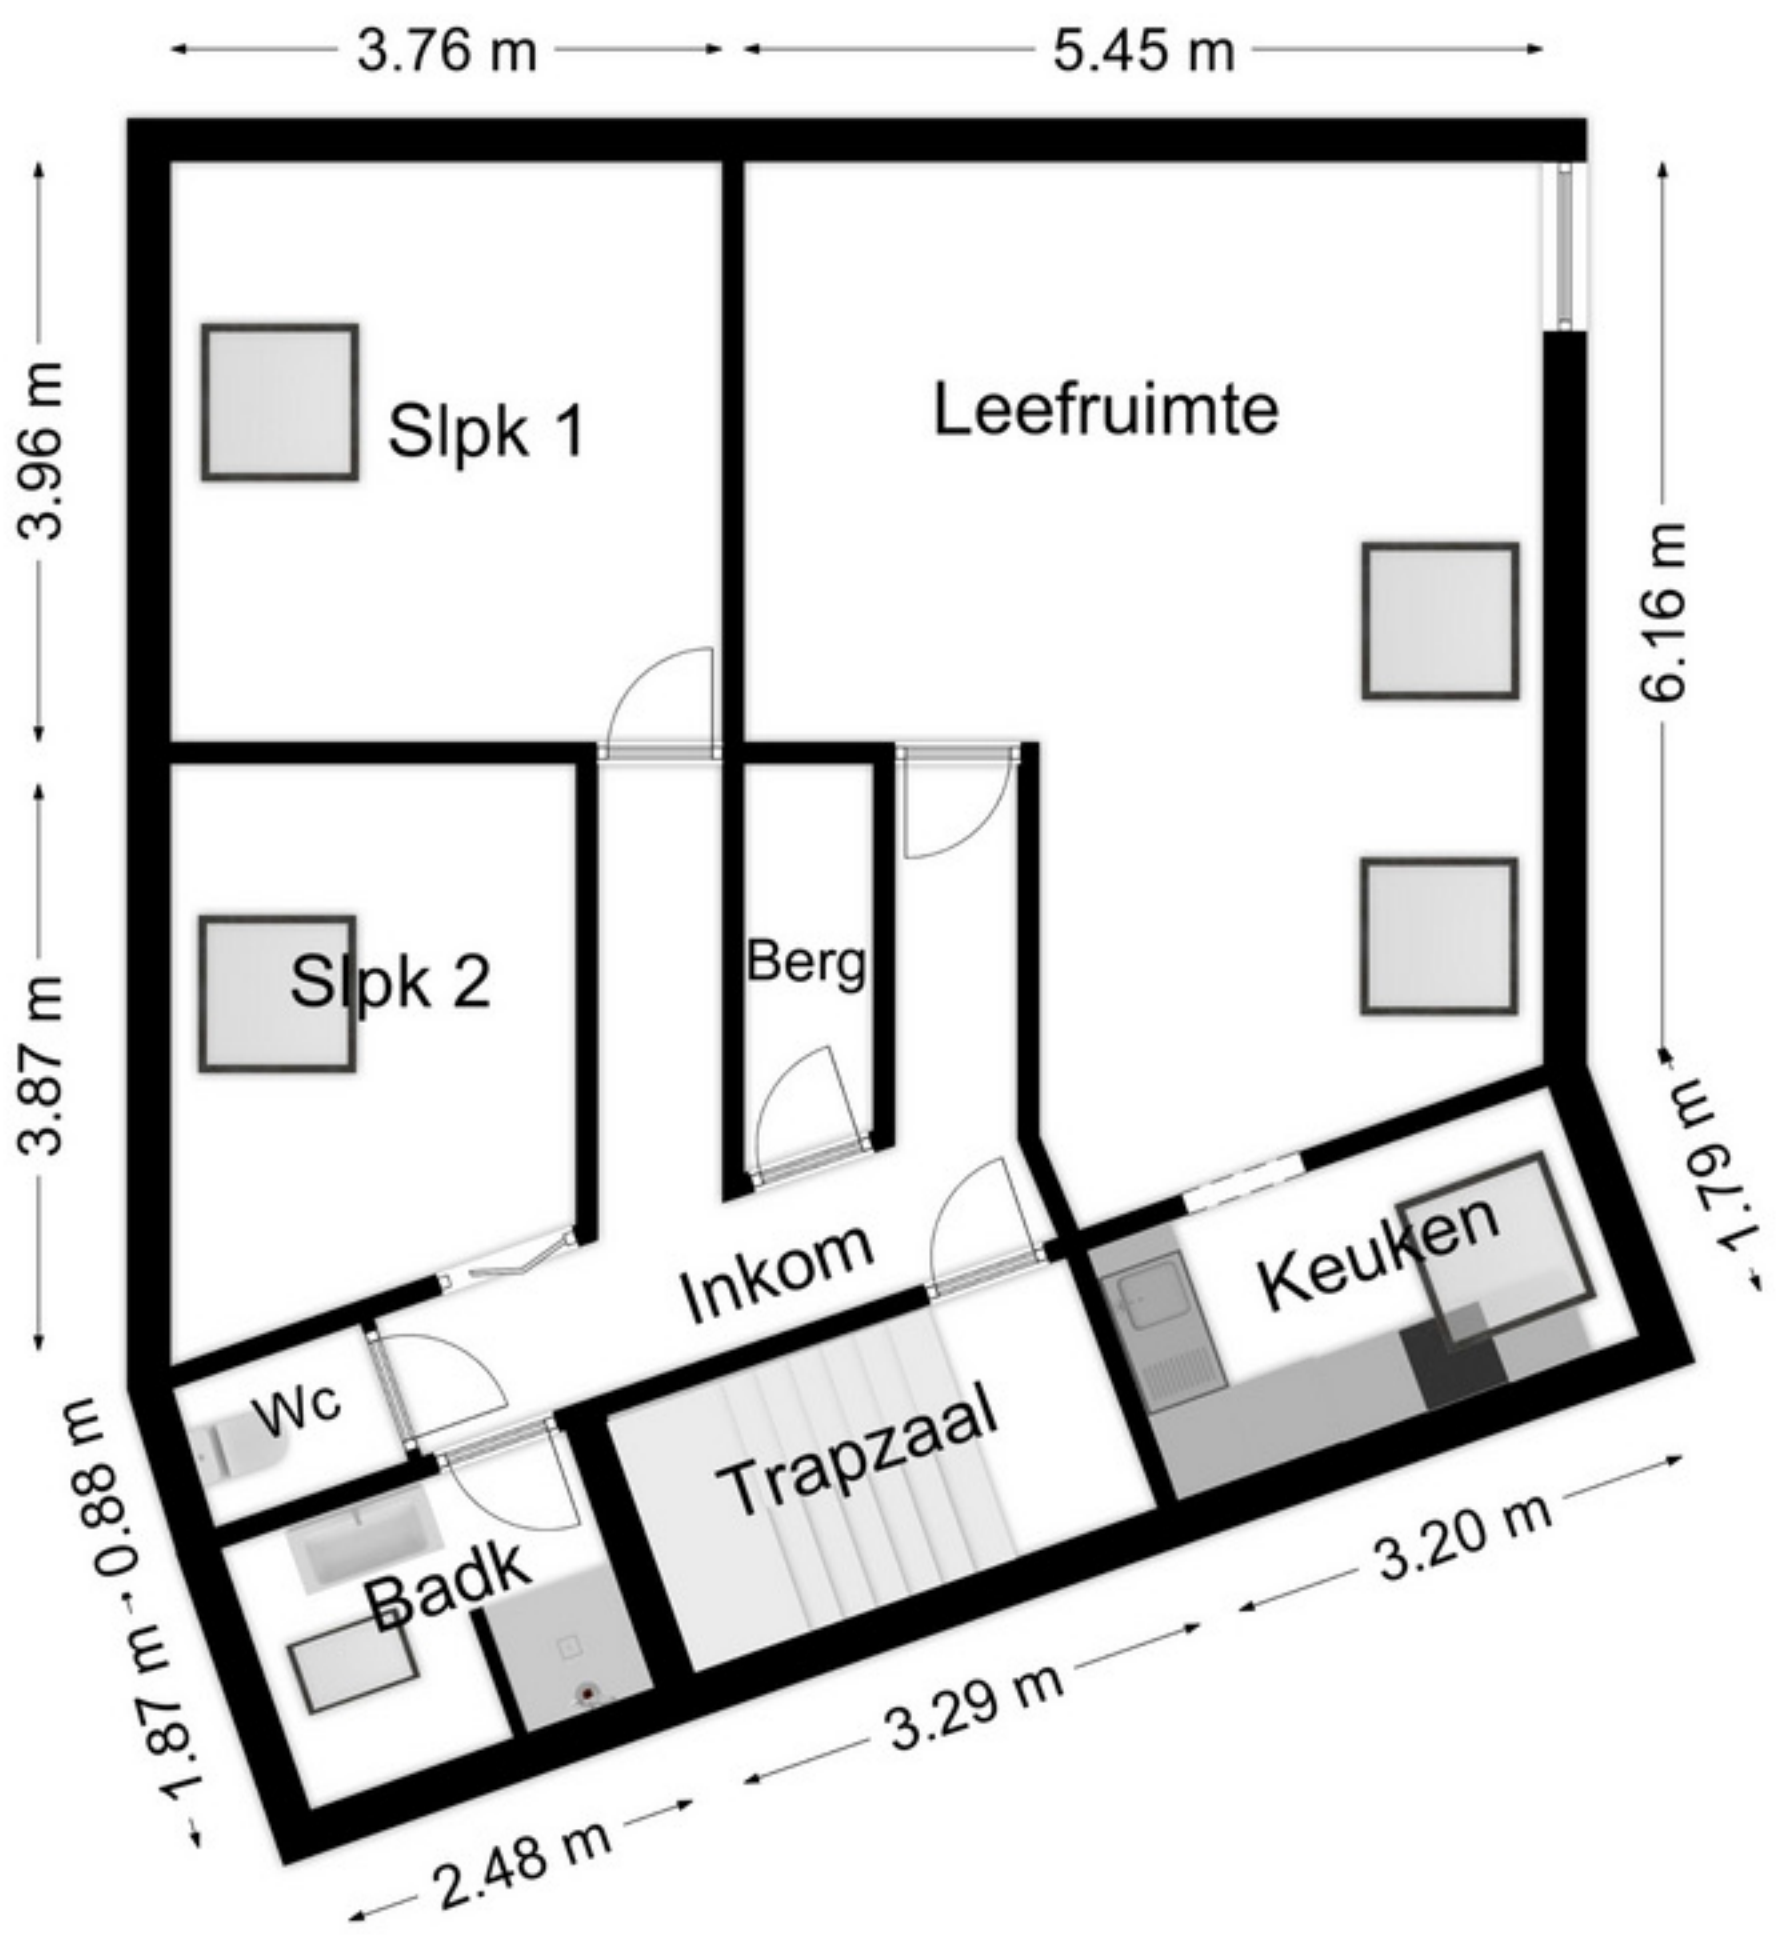 3.76 m
5.45 m
3.96 m
Slpk 1
Leefruimte
6.16 m
3.87 m
Slpk 2
Berg
1.79 m
Inkom
Keuken
Wc
0.88 m
Trapzaal
Badk
1.87 m
3.20 m
3.29 m
2.48 m